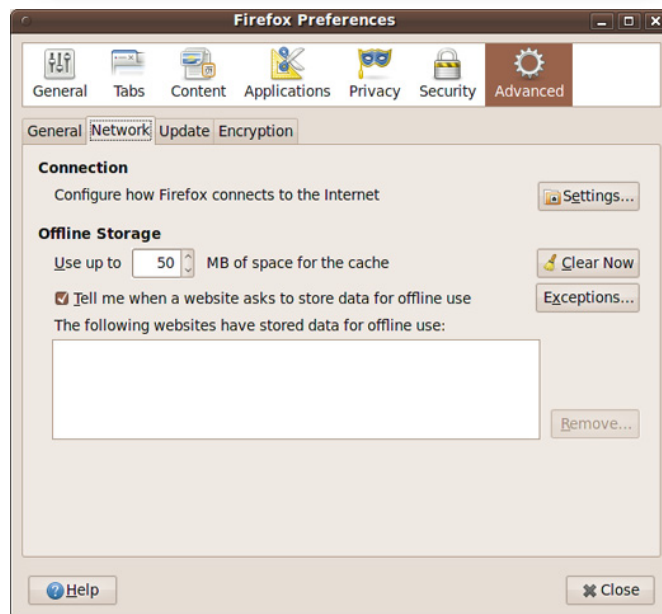 Firefox Preferences
General Tabs Content Applications Privacy Security Advanced
General Network Update Encryption
Connection
Configure how Firefox connects to the Internet Settings...
Offline Storage
Use up to 50 MB of space for the cache Clear Now
Tell me when a website asks to store data for offline use Exceptions...
The following websites have stored data for offline use:
Remove...
Help Close